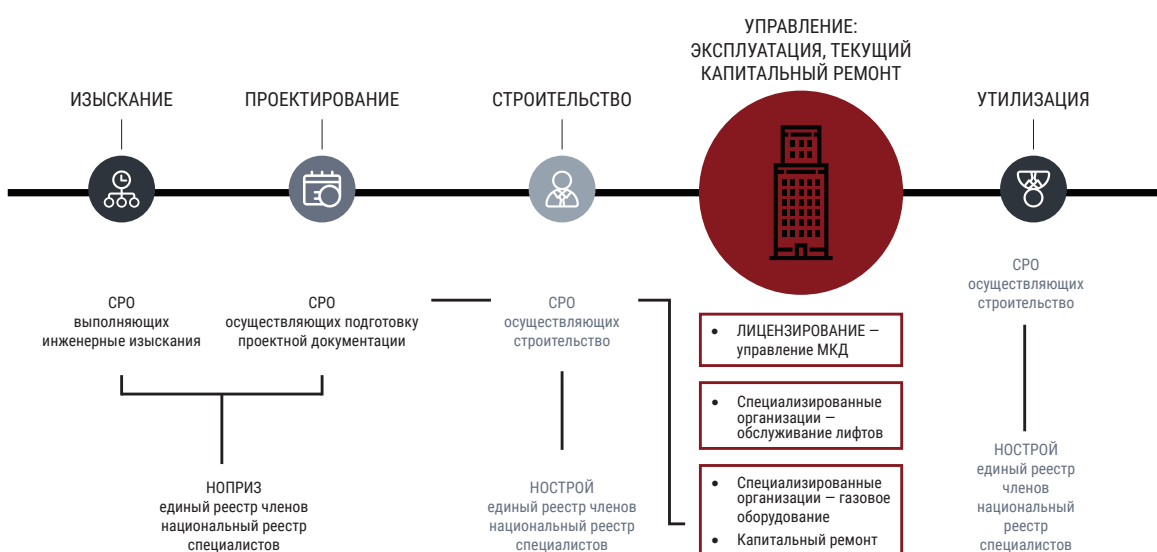 УПРАВЛЕНИЕ:
ЭКСПЛУАТАЦИЯ, ТЕКУЩИЙ
КАПИТАЛЬНЫЙ РЕМОНТ
ИЗЫСКАНИЕ
ПРОЕКТИРОВАНИЕ
СТРОИТЕЛЬСТВО
УТИЛИЗАЦИЯ
СРО
выполняющих
инженерные изыскания
СРО
осуществляющих подготовку
проектной документации
СРО
осуществляющих
строительство
• ЛИЦЕНЗИРОВАНИЕ —
управление МКД
• Специализированные
организации —
обслуживание лифтов
• Специализированные
организации — газовое
оборудование
• Капитальный ремонт
СРО
осуществляющих
строительство
НОПРИЗ
единый реестр членов
национальный реестр
специалистов
НОСТРОЙ
единый реестр членов
национальный реестр
специалистов
НОСТРОЙ
единый реестр
членов
национальный
реестр
специалистов